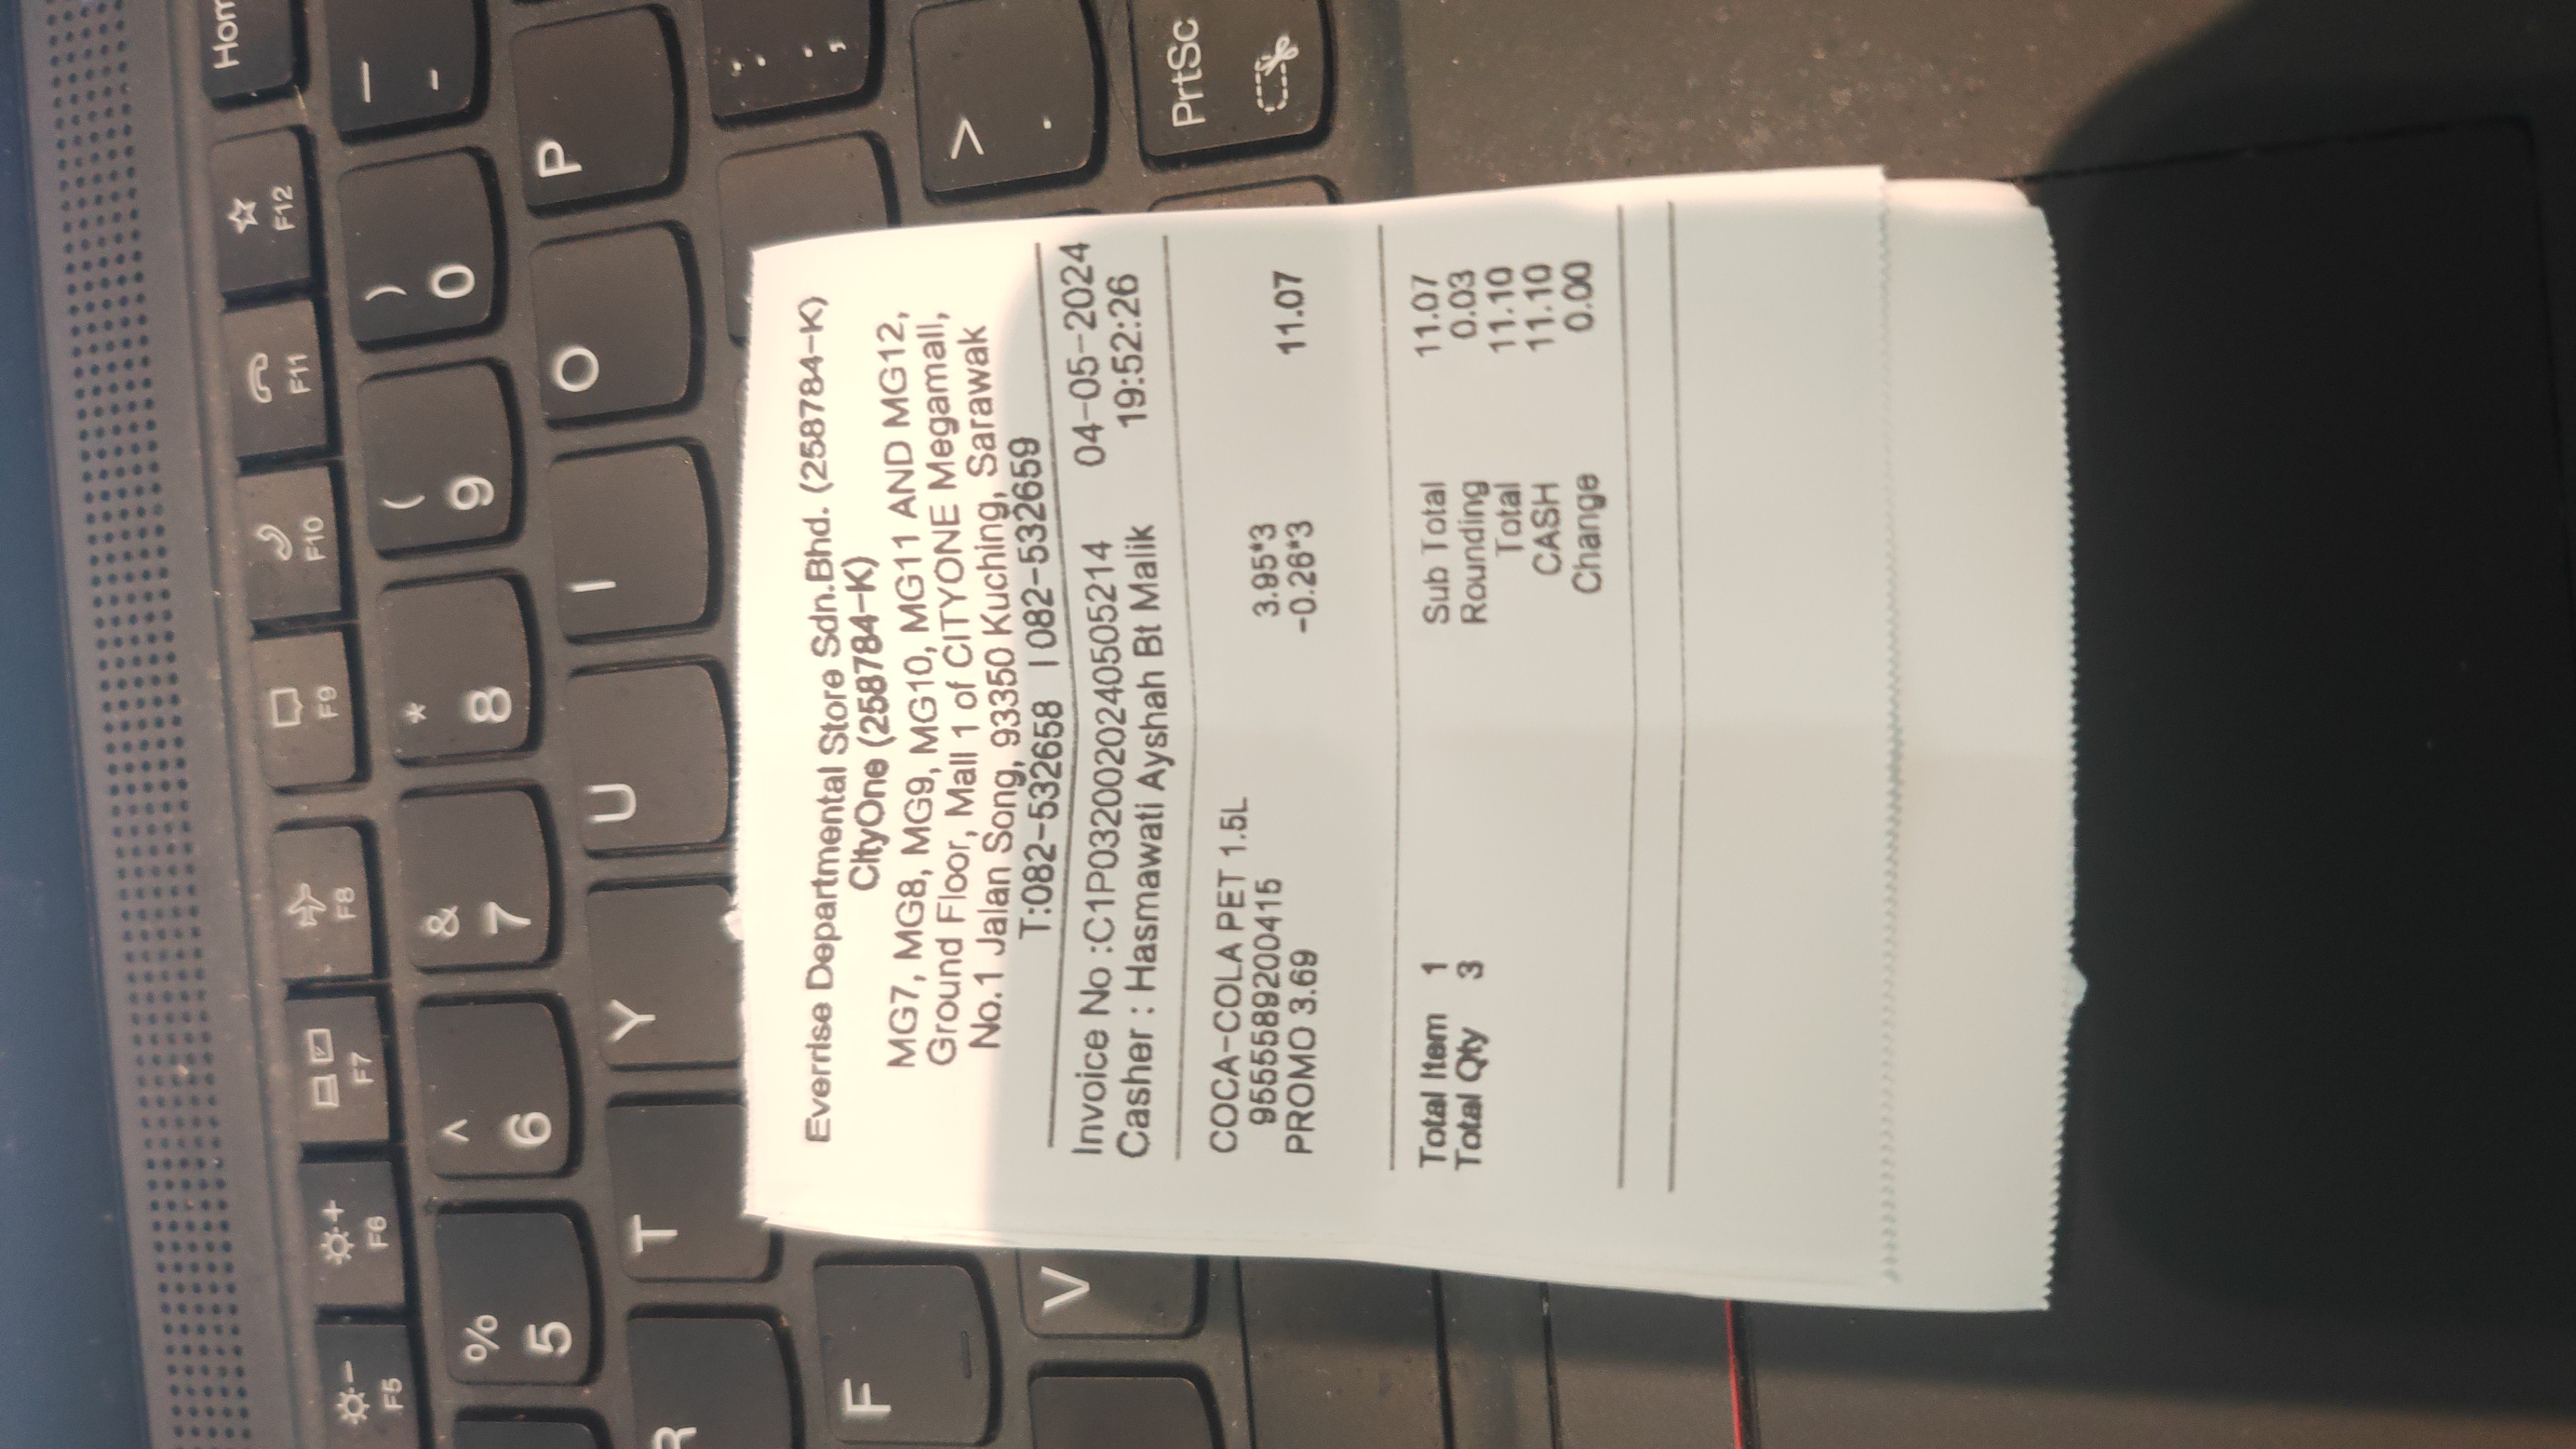 Hom
F5
F6
F7
F8
F9
F10
F11
F12
% ^ & * ( ) —
5 6 7 8 9 0 -
R T Y U I O P
F : ;
V > .
PrtSc
Everrise Departmental Store Sdn.Bhd. (258784-K)
CityOne (258784-K)
MG7, MG8, MG9, MG10, MG11 AND MG12,
Ground Floor, Mall 1 of CITYONE Megamall,
No.1 Jalan Song, 93350 Kuching, Sarawak
T:082-532658 | 082-532659
Invoice No :C1P0320020240505214 04-05-2024
Casher : Hasmawati Ayshah Bt Malik 19:52:26
COCA-COLA PET 1.5L
9555589200415 3.95*3
PROMO 3.69 -0.26*3 11.07
Total Item 1 Sub Total 11.07
Total Qty 3 Rounding 0.03
Total 11.10
CASH 11.10
Change 0.00